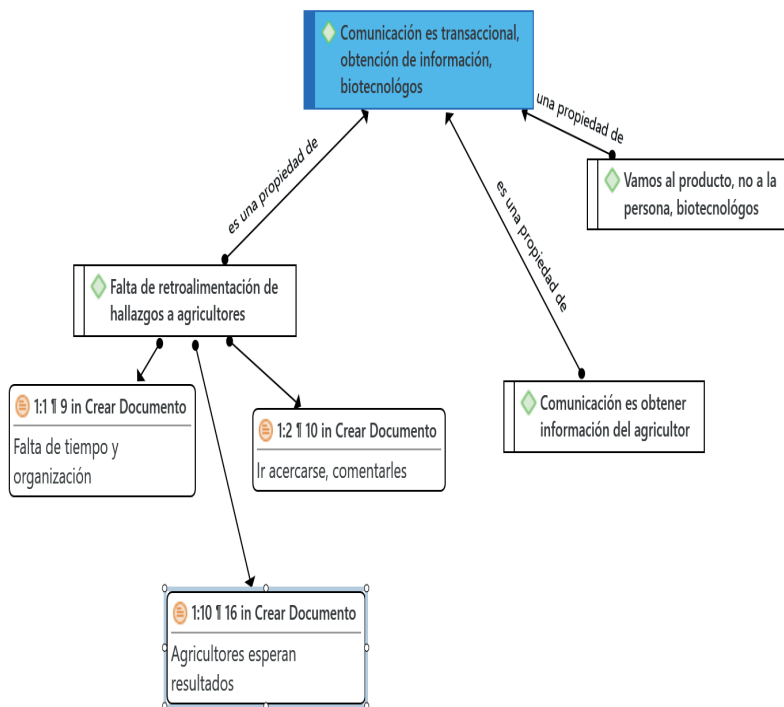 Comunicación es transaccional,
obtención de información,
biotecnológos
una propiedad de
es una propiedad de
es una propiedad de
Vamos al producto, no a la
persona, biotecnológos
Falta de retroalimentación de
hallazgos a agricultores
Comunicación es obtener
información del agricultor
1:1 ¶ 9 in Crear Documento
Falta de tiempo y
organización
1:2 ¶ 10 in Crear Documento
Ir acercarse, comentarles
1:10 ¶ 16 in Crear Documento
Agricultores esperan
resultados